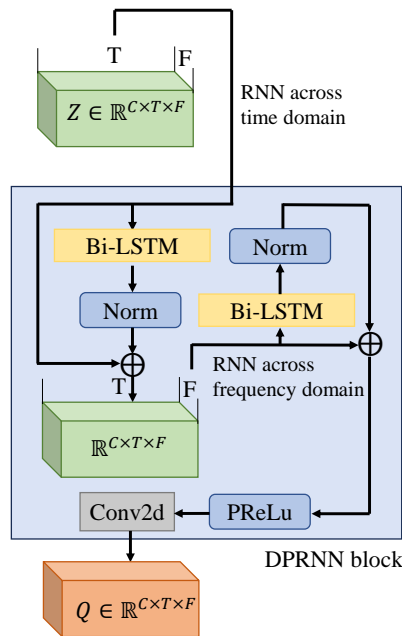 T
F
Z ∈ ℝ^{C×T×F}
RNN across
time domain
Bi-LSTM
Norm
Norm
Bi-LSTM
T
F
RNN across
frequency domain
ℝ^{C×T×F}
Conv2d
PReLu
DPRNN block
Q ∈ ℝ^{C×T×F}